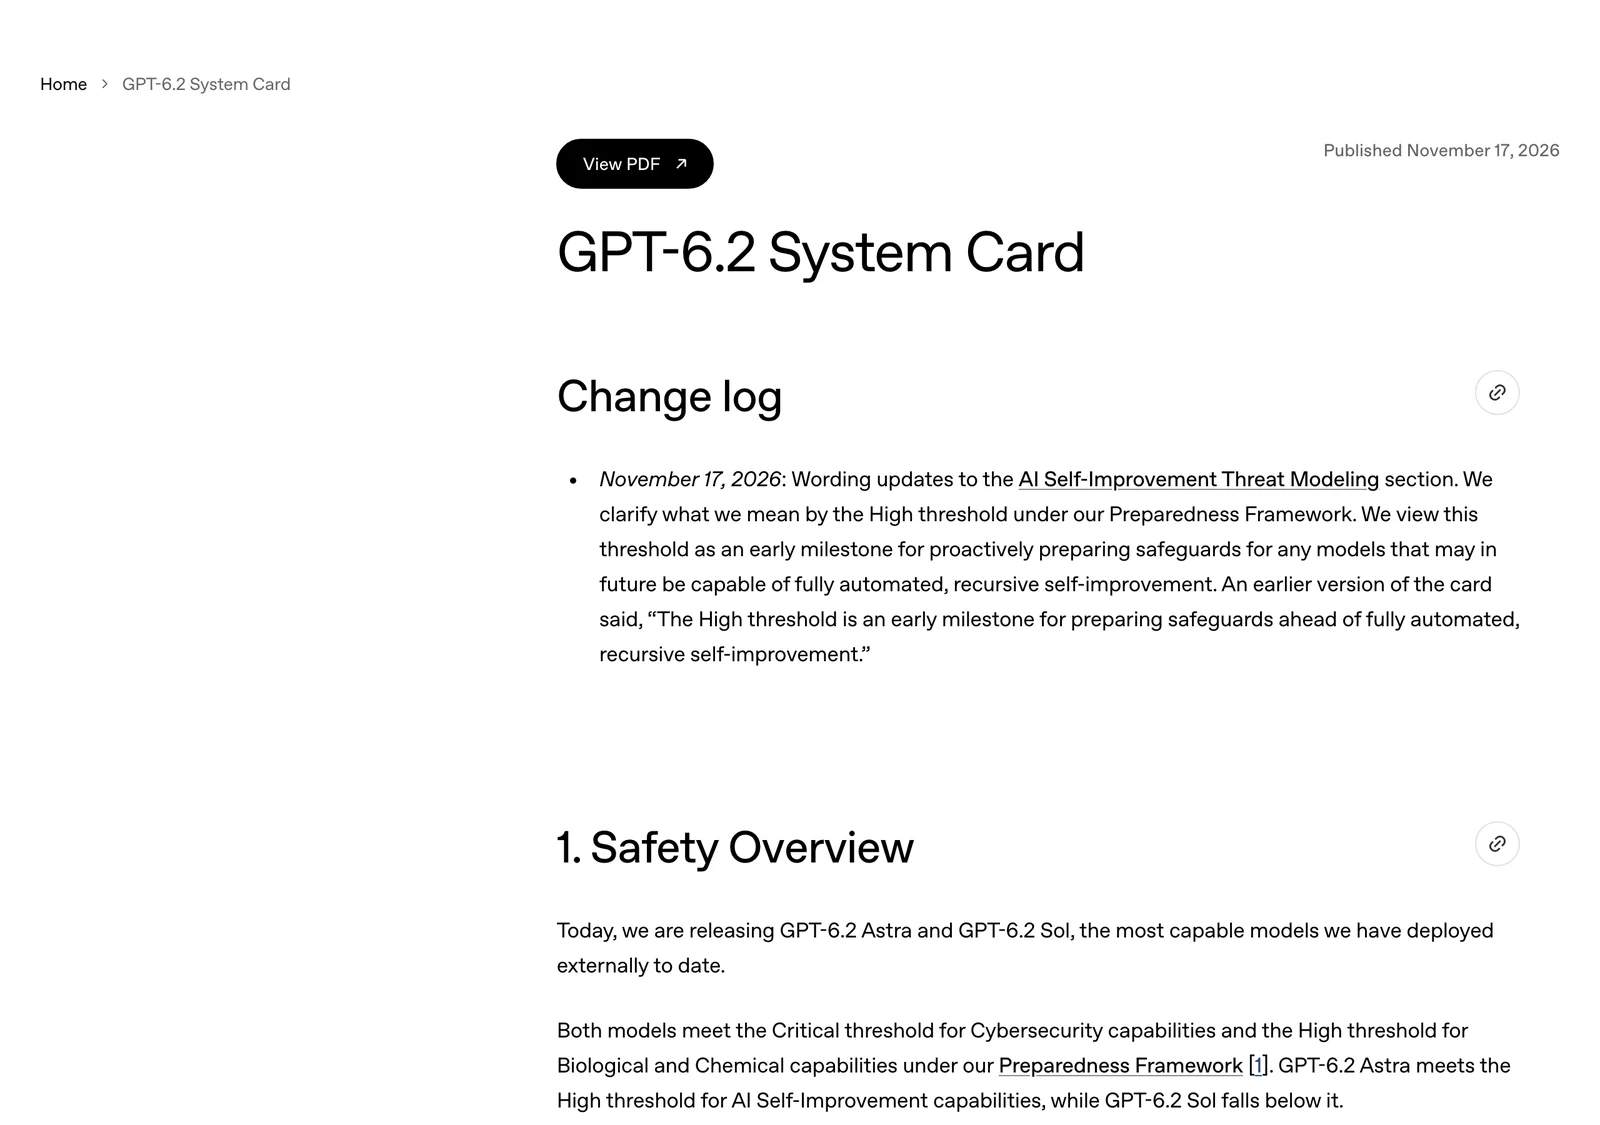 Home > GPT-6.2 System Card
View PDF ↗
Published November 17, 2026
GPT-6.2 System Card
Change log
• November 17, 2026: Wording updates to the AI Self-Improvement Threat Modeling section. We
clarify what we mean by the High threshold under our Preparedness Framework. We view this
threshold as an early milestone for proactively preparing safeguards for any models that may in
future be capable of fully automated, recursive self-improvement. An earlier version of the card
said, “The High threshold is an early milestone for preparing safeguards ahead of fully automated,
recursive self-improvement.”
1. Safety Overview
Today, we are releasing GPT-6.2 Astra and GPT-6.2 Sol, the most capable models we have deployed
externally to date.
Both models meet the Critical threshold for Cybersecurity capabilities and the High threshold for
Biological and Chemical capabilities under our Preparedness Framework [1]. GPT-6.2 Astra meets the
High threshold for AI Self-Improvement capabilities, while GPT-6.2 Sol falls below it.